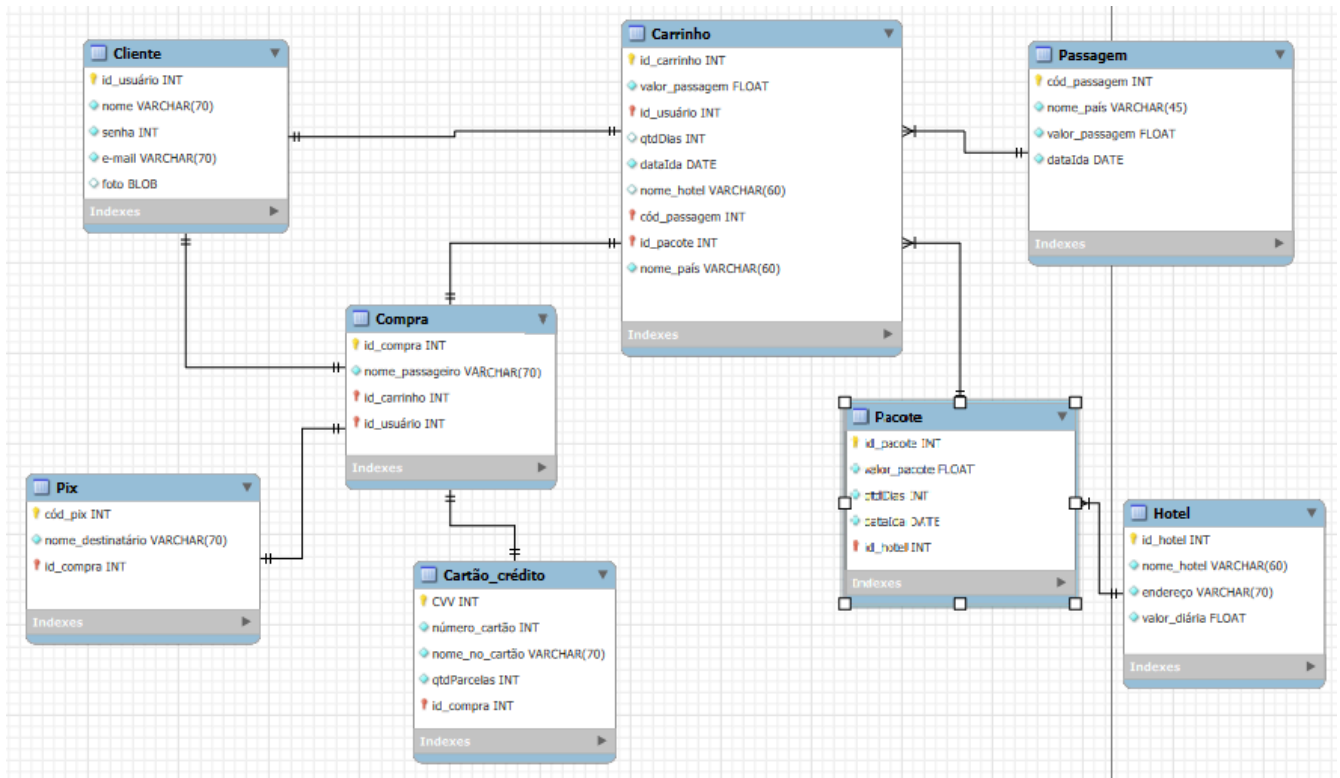 Cliente
id_usuário INT
nome VARCHAR(70)
senha INT
e-mail VARCHAR(70)
foto BLOB
Indexes
Carrinho
id_carrinho INT
valor_passagem FLOAT
id_usuário INT
qtdDias INT
dataIda DATE
nome_hotel VARCHAR(60)
cód_passagem INT
id_pacote INT
nome_país VARCHAR(60)
Indexes
Passagem
cód_passagem INT
nome_país VARCHAR(45)
valor_passagem FLOAT
dataIda DATE
Indexes
Compra
id_compra INT
nome_passageiro VARCHAR(70)
id_carrinho INT
id_usuário INT
Indexes
Pacote
id_pacote INT
valor_pacote FLOAT
qtdDias INT
dataIda DATE
id_hotel INT
Indexes
Hotel
id_hotel INT
nome_hotel VARCHAR(60)
endereço VARCHAR(70)
valor_diária FLOAT
Indexes
Pix
cód_pix INT
nome_destinatário VARCHAR(70)
id_compra INT
Indexes
Cartão_crédito
CVV INT
número_cartão INT
nome_no_cartão VARCHAR(70)
qtdParcelas INT
id_compra INT
Indexes